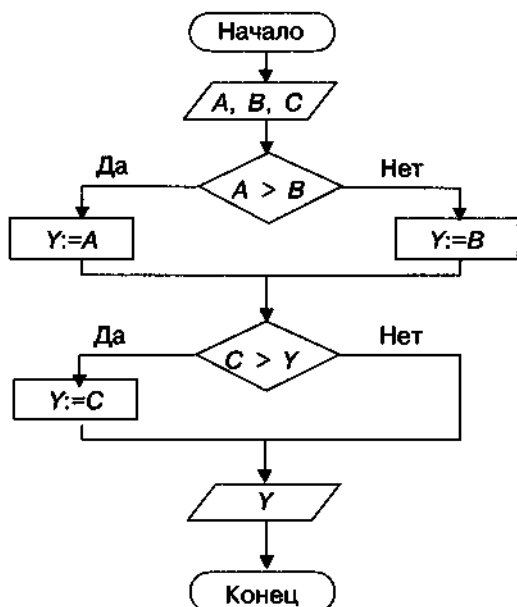 Начало
A, B, C
Да
A > B
Нет
Y:=A
Y:=B
Да
C > Y
Нет
Y:=C
Y
Конец